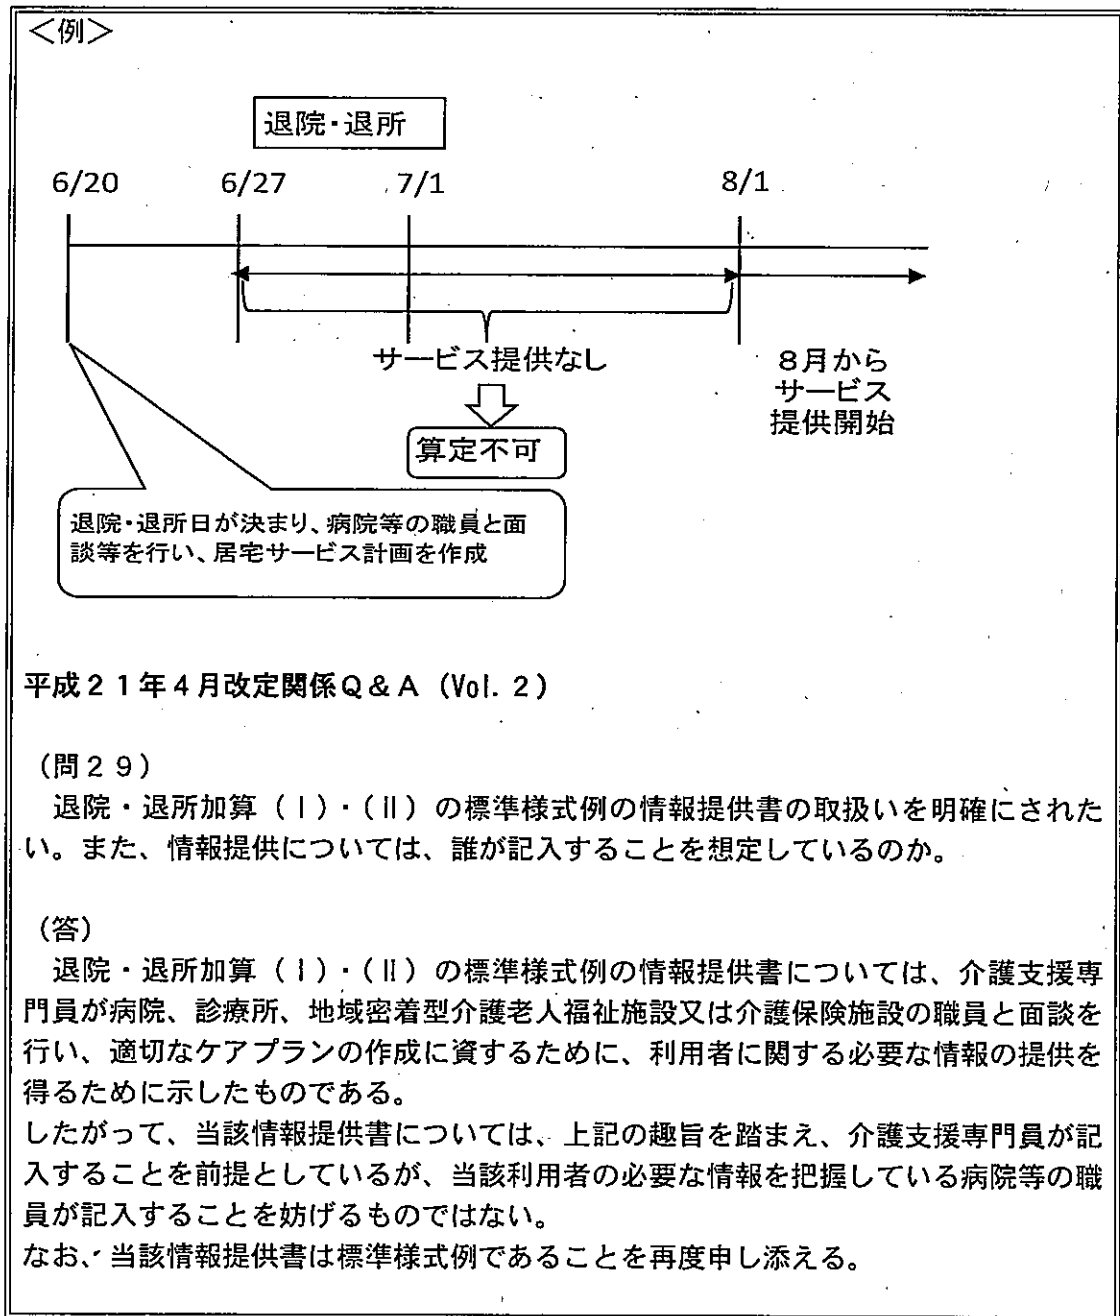 ＜例＞
退院・退所
6/20 6/27 7/1 8/1
サービス提供なし
8月から
サービス
提供開始
算定不可
退院・退所日が決まり、病院等の職員と面
談等を行い、居宅サービス計画を作成
平成２１年４月改定関係Ｑ＆Ａ（Vol. 2）
（問２９）
退院・退所加算（Ⅰ）・（Ⅱ）の標準様式例の情報提供書の取扱いを明確にされた
い。また、情報提供については、誰が記入することを想定しているのか。
（答）
退院・退所加算（Ⅰ）・（Ⅱ）の標準様式例の情報提供書については、介護支援専
門員が病院、診療所、地域密着型介護老人福祉施設又は介護保険施設の職員と面談を
行い、適切なケアプランの作成に資するために、利用者に関する必要な情報の提供を
得るために示したものである。
したがって、当該情報提供書については、上記の趣旨を踏まえ、介護支援専門員が記
入することを前提としているが、当該利用者の必要な情報を把握している病院等の職
員が記入することを妨げるものではない。
なお、当該情報提供書は標準様式例であることを再度申し添える。